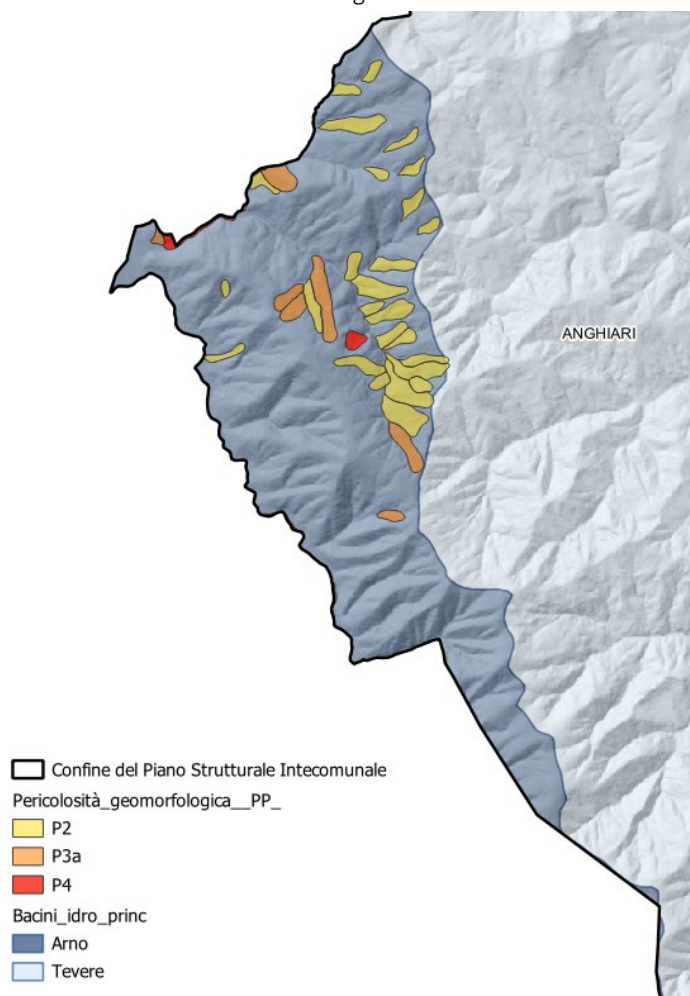 ANGHIARI
Confine del Piano Strutturale Intecomunale
Pericolosità_geomorfologica__PP_
P2
P3a
P4
Bacini_idro_princ
Arno
Tevere